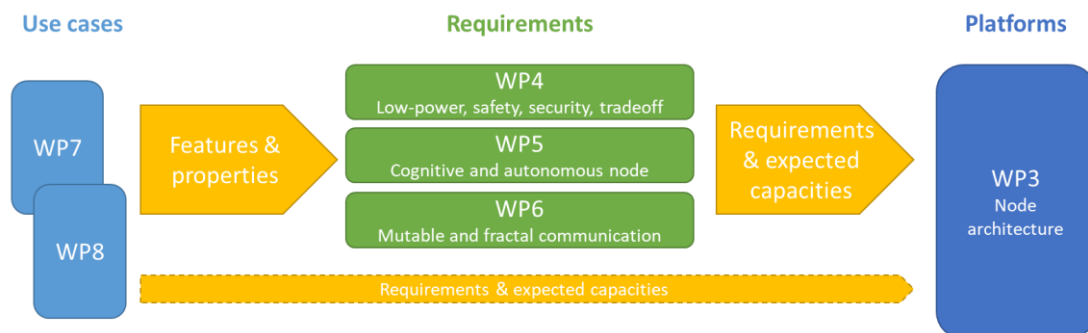 Use cases
Requirements
Platforms
WP7
WP8
Features &
properties
WP4
Low-power, safety, security, tradeoff
WP5
Cognitive and autonomous node
WP6
Mutable and fractal communication
Requirements
& expected
capacities
WP3
Node
architecture
Requirements & expected capacities